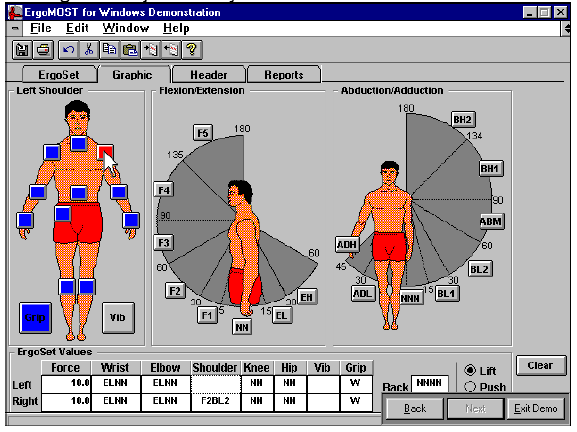 ErgoMOST for Windows Demonstration
File Edit Window Help
ErgoSet Graphic Header Reports
Left Shoulder
Flexion/Extension
Abduction/Adduction
F5 180
135
F4
90
F3
60
F2
30
F1
5
NN
15
EL
30
EH
60
180
BH2
134
BH1
90
ABM
60
BL2
30
BL1
15
NNN
ADL
30
45
ADH
Grip Vib
ErgoSet Values
Force Wrist Elbow Shoulder Knee Hip Vib Grip
Left 10.0 ELNN ELNN NN NN W
Right 10.0 ELNN ELNN F2BL2 NN NN W
Back NNNN
Lift
Push
Clear
Back Next Exit Demo